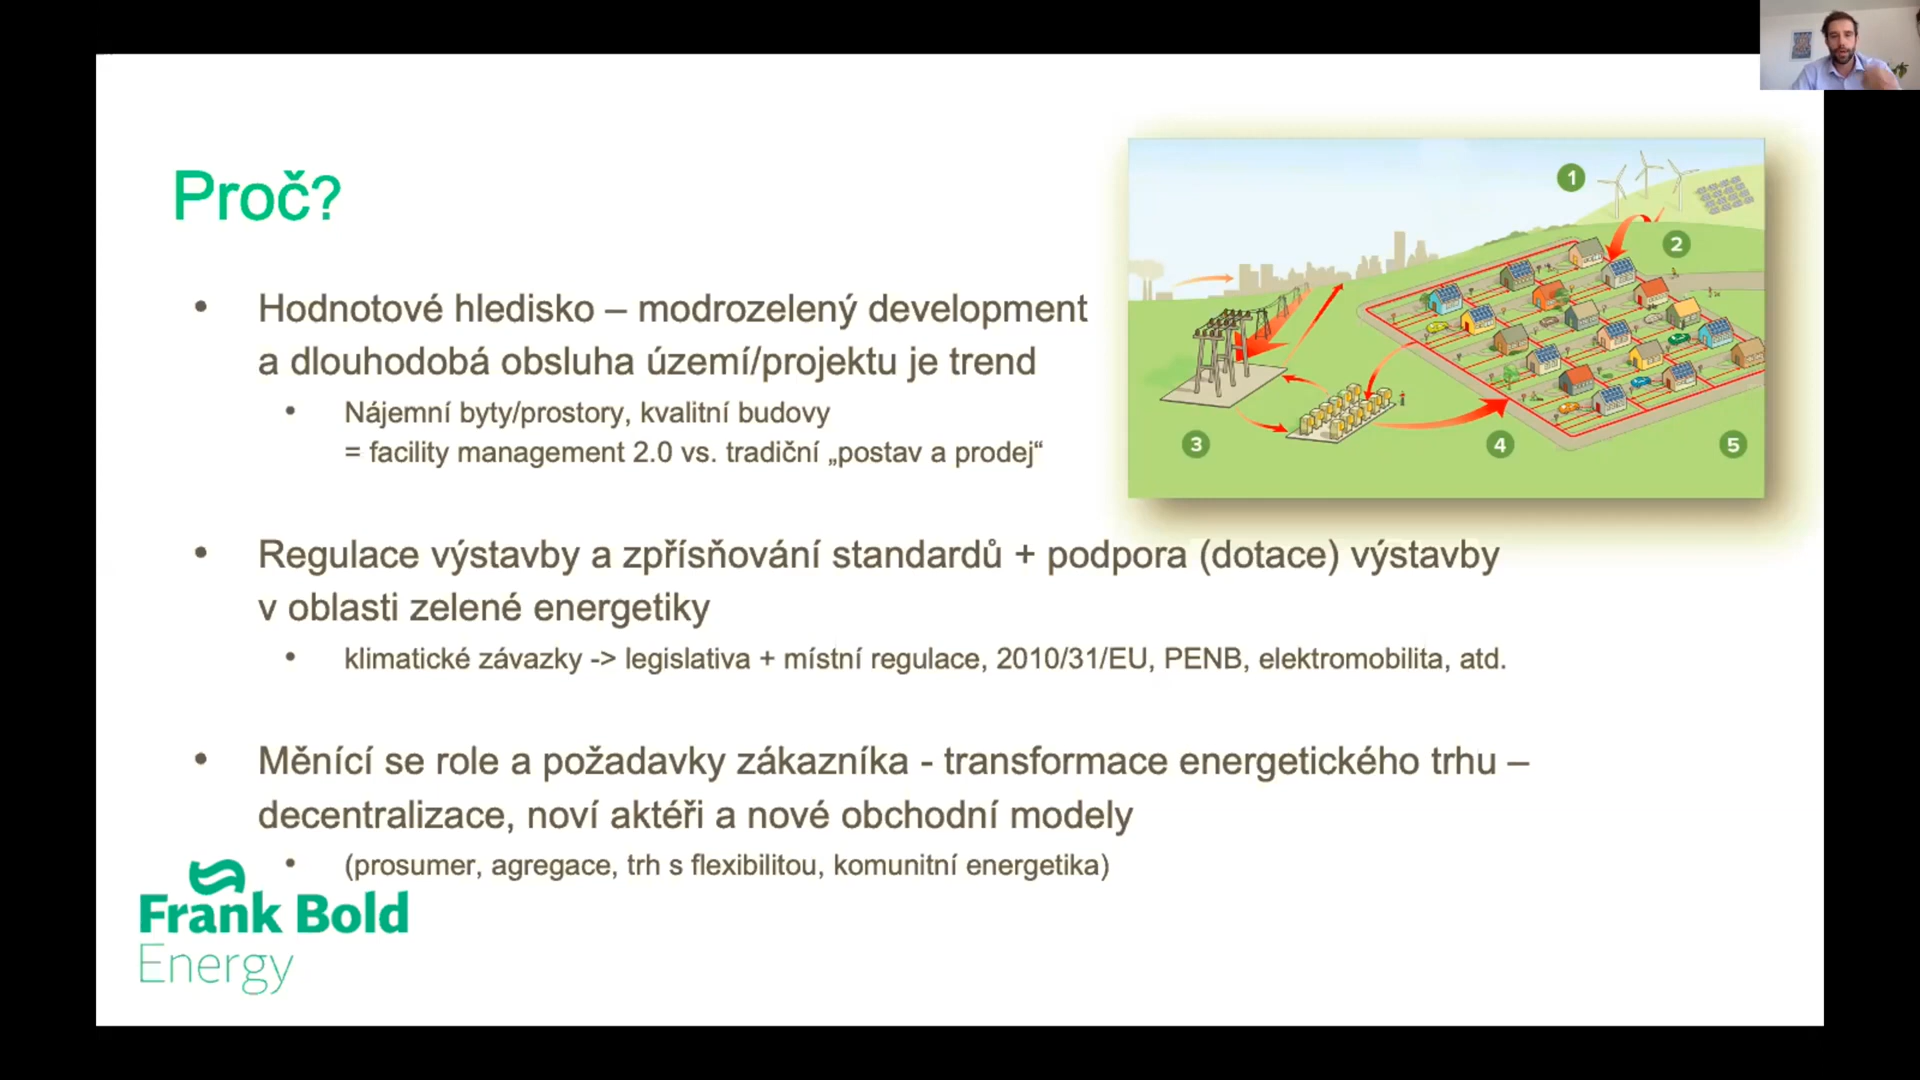 Proč?
• Hodnotové hledisko – modrozelený development
a dlouhodobá obsluha území/projektu je trend
• Nájemní byty/prostory, kvalitní budovy
= facility management 2.0 vs. tradiční „postav a prodej“
1
2
3
4
5
• Regulace výstavby a zpřísňování standardů + podpora (dotace) výstavby
v oblasti zelené energetiky
• klimatické závazky -> legislativa + místní regulace, 2010/31/EU, PENB, elektromobilita, atd.
• Měnící se role a požadavky zákazníka - transformace energetického trhu –
decentralizace, noví aktéři a nové obchodní modely
• (prosumer, agregace, trh s flexibilitou, komunitní energetika)
Frank Bold
Energy